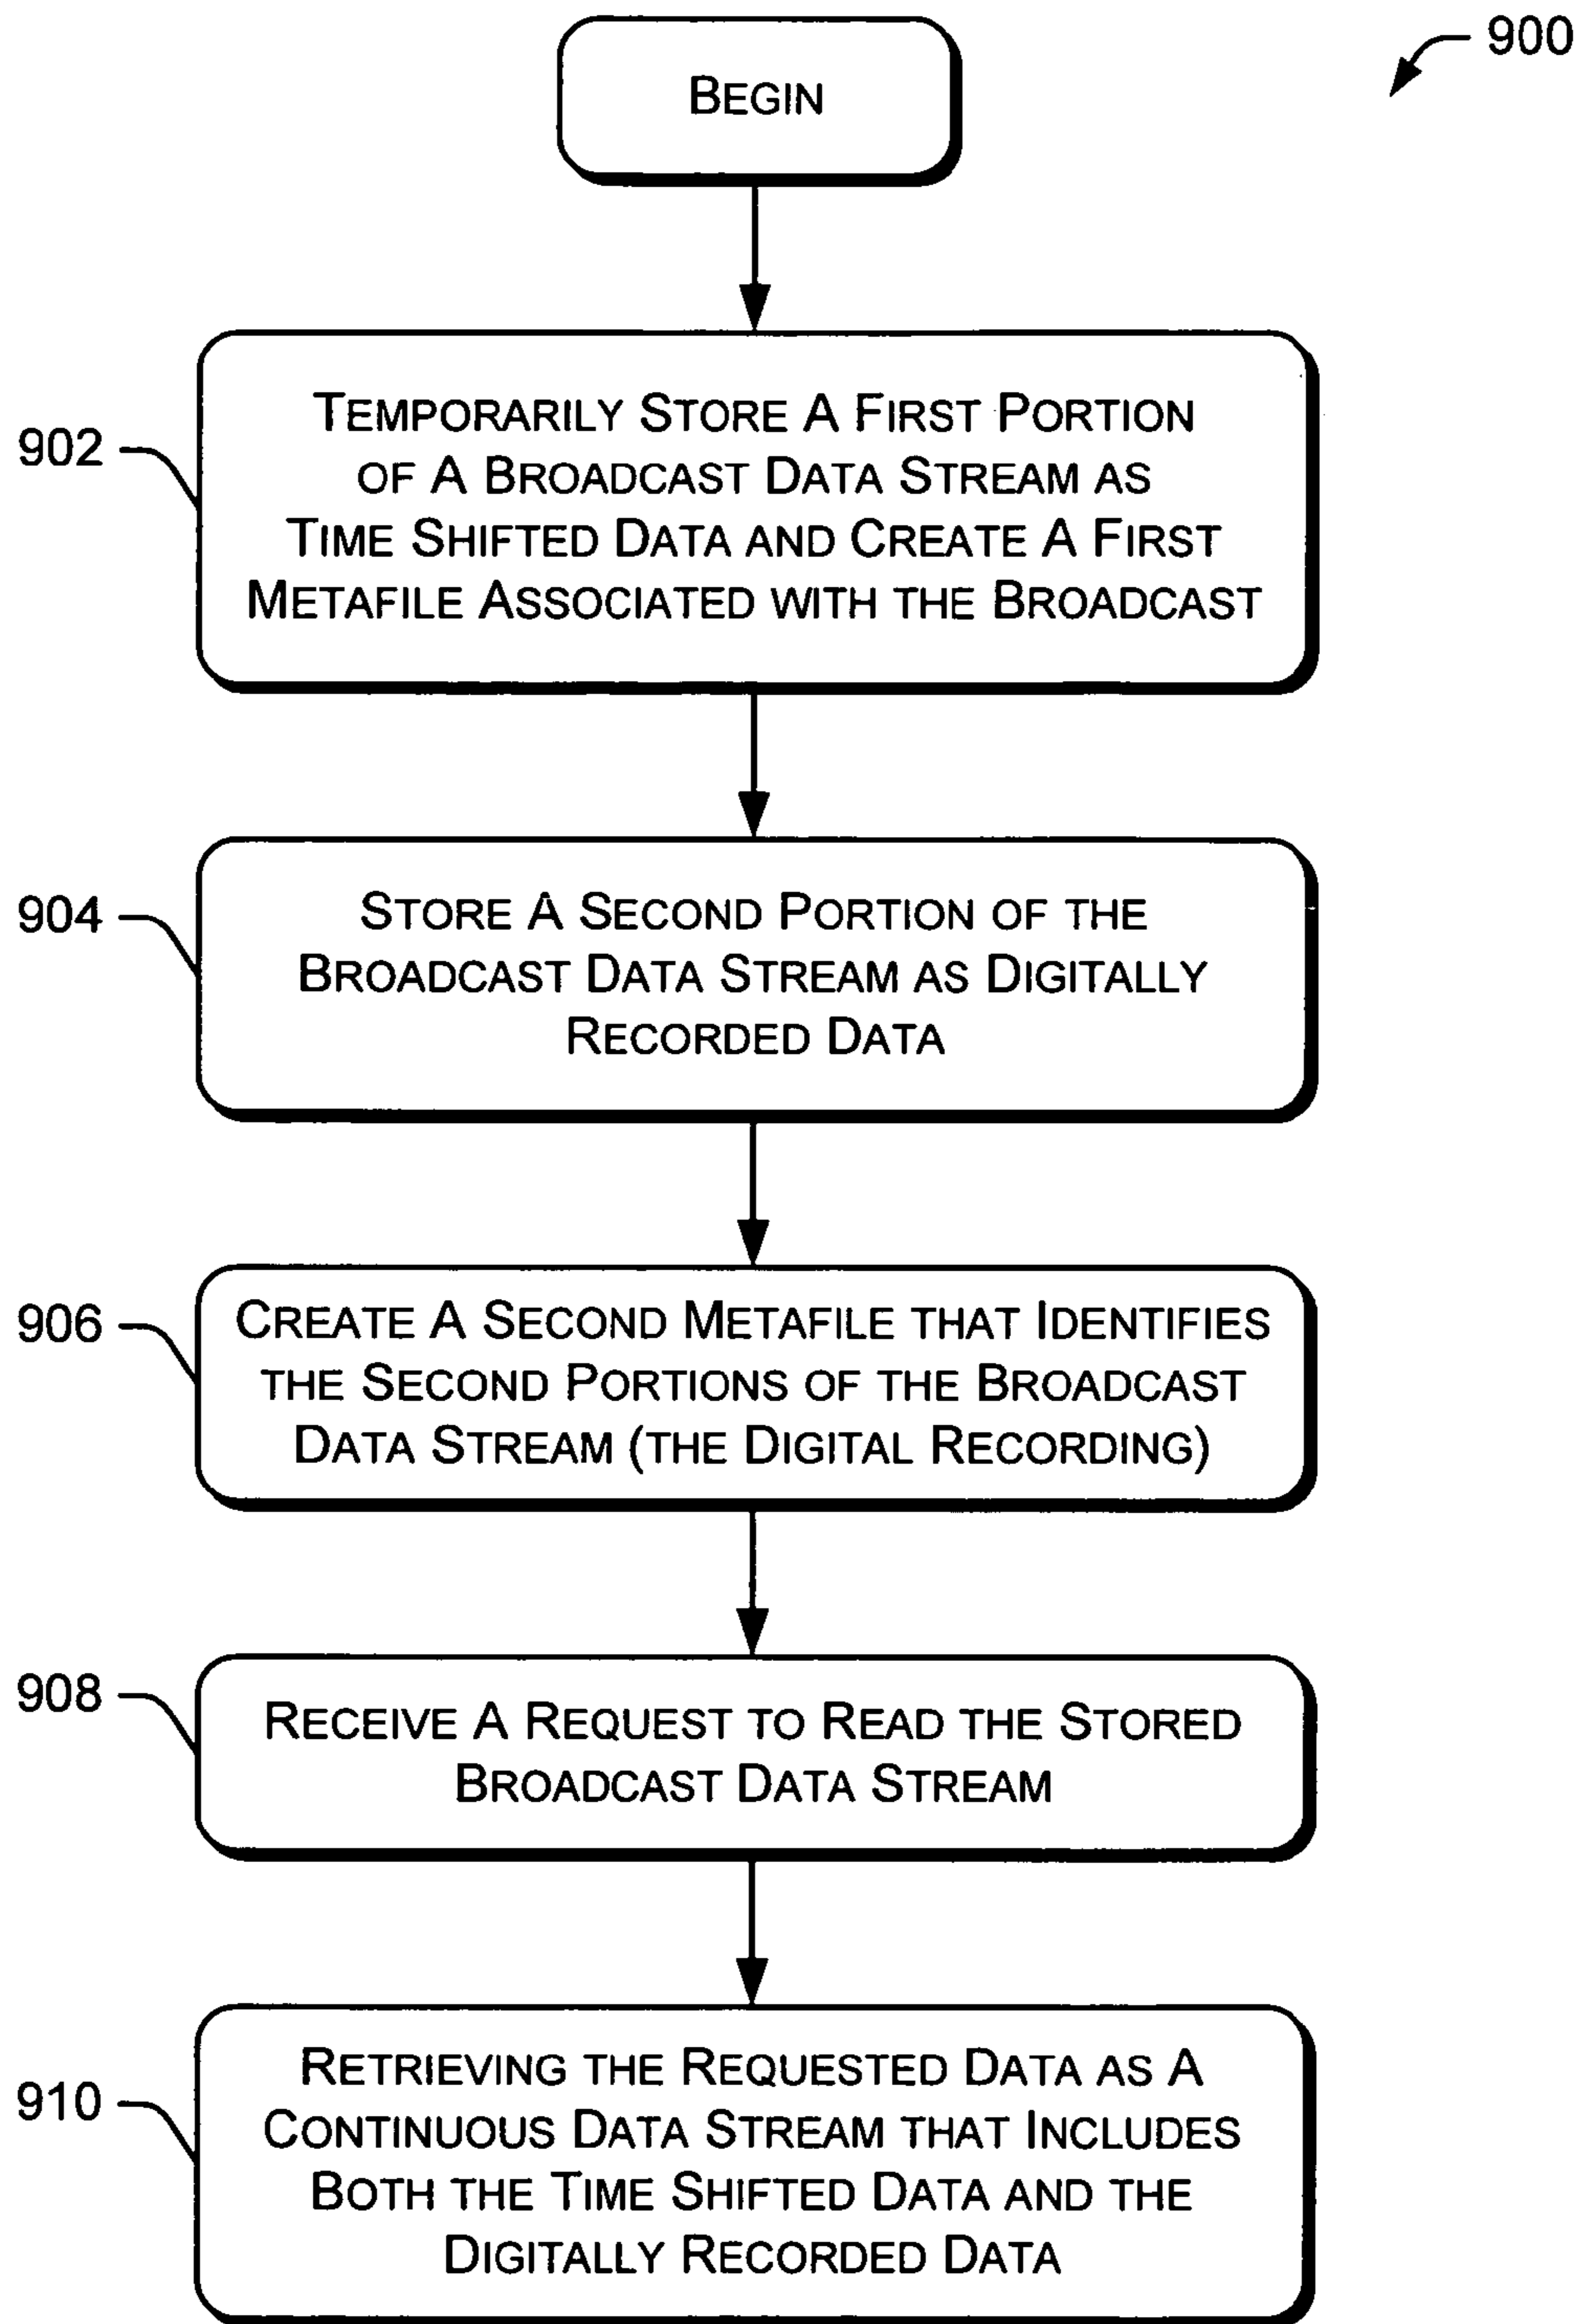 900
BEGIN
902
TEMPORARILY STORE A FIRST PORTION
OF A BROADCAST DATA STREAM AS
TIME SHIFTED DATA AND CREATE A FIRST
METAFILE ASSOCIATED WITH THE BROADCAST
904
STORE A SECOND PORTION OF THE
BROADCAST DATA STREAM AS DIGITALLY
RECORDED DATA
906
CREATE A SECOND METAFILE THAT IDENTIFIES
THE SECOND PORTIONS OF THE BROADCAST
DATA STREAM (THE DIGITAL RECORDING)
908
RECEIVE A REQUEST TO READ THE STORED
BROADCAST DATA STREAM
910
RETRIEVING THE REQUESTED DATA AS A
CONTINUOUS DATA STREAM THAT INCLUDES
BOTH THE TIME SHIFTED DATA AND THE
DIGITALLY RECORDED DATA